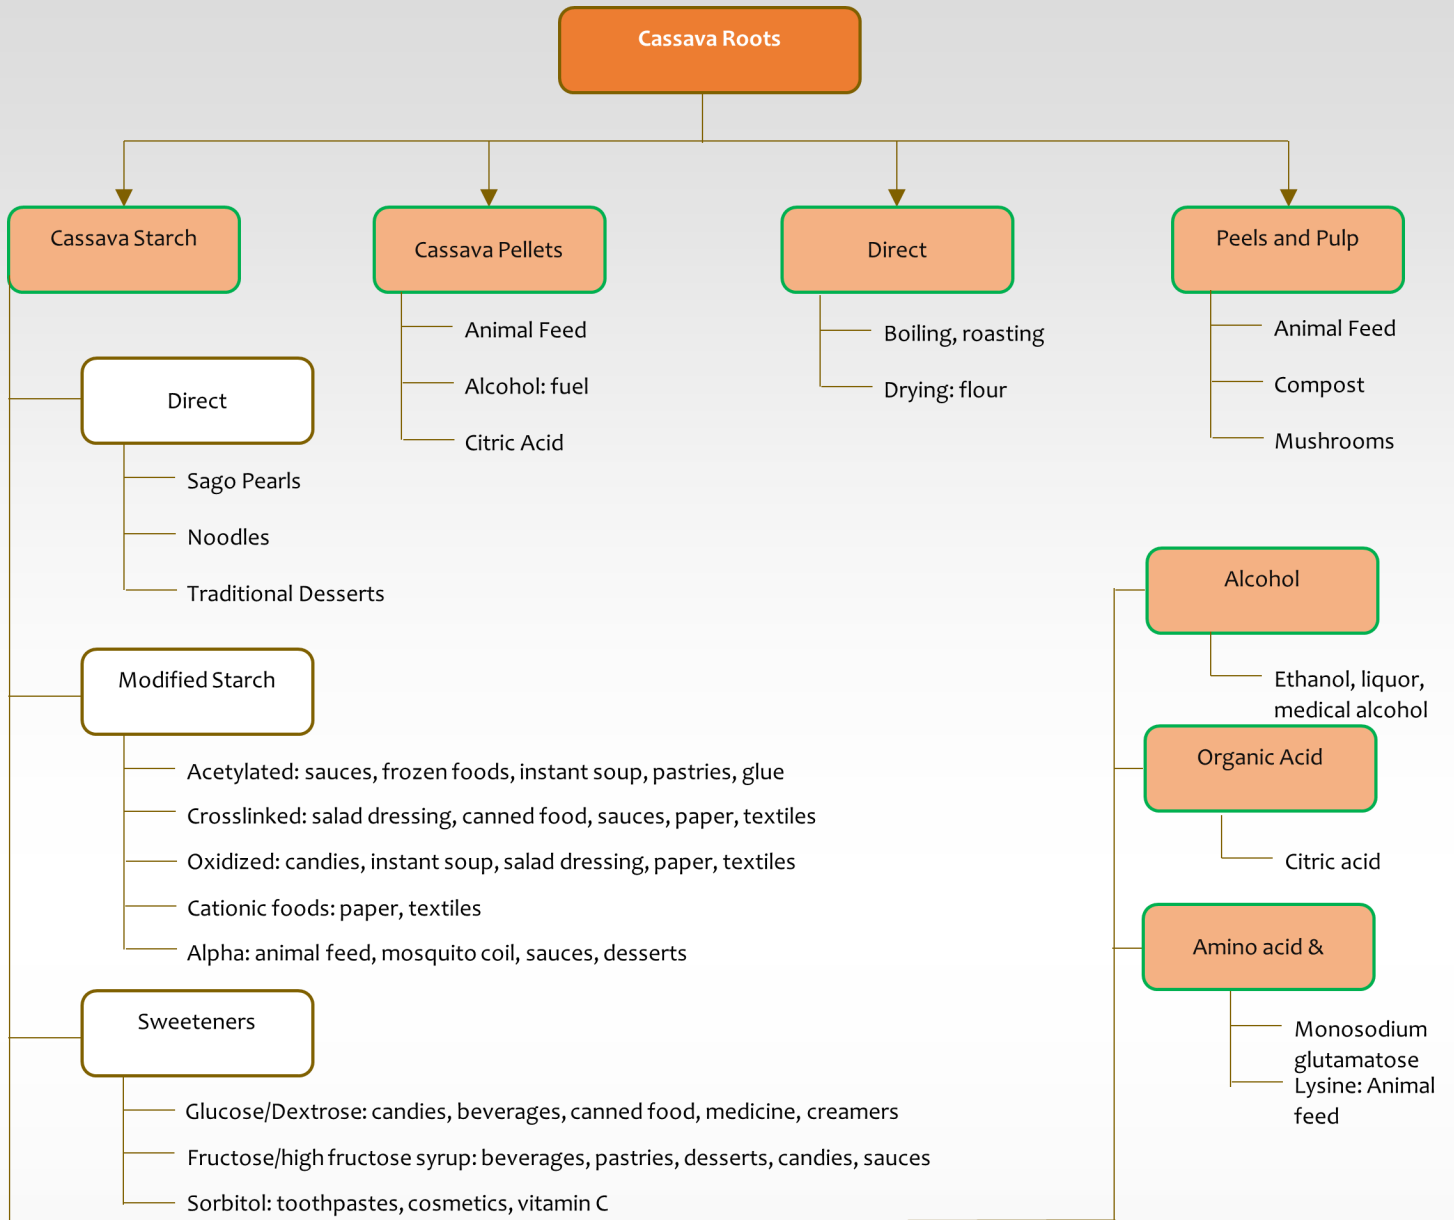 Cassava Roots
Cassava Starch
Cassava Pellets
Direct
Peels and Pulp
Animal Feed
Alcohol: fuel
Citric Acid
Boiling, roasting
Drying: flour
Animal Feed
Compost
Mushrooms
Direct
Sago Pearls
Noodles
Traditional Desserts
Modified Starch
Acetylated: sauces, frozen foods, instant soup, pastries, glue
Crosslinked: salad dressing, canned food, sauces, paper, textiles
Oxidized: candies, instant soup, salad dressing, paper, textiles
Cationic foods: paper, textiles
Alpha: animal feed, mosquito coil, sauces, desserts
Sweeteners
Glucose/Dextrose: candies, beverages, canned food, medicine, creamers
Fructose/high fructose syrup: beverages, pastries, desserts, candies, sauces
Sorbitol: toothpastes, cosmetics, vitamin C
Alcohol
Ethanol, liquor,
medical alcohol
Organic Acid
Citric acid
Amino acid &
Monosodium
glutamatose
Lysine: Animal
feed